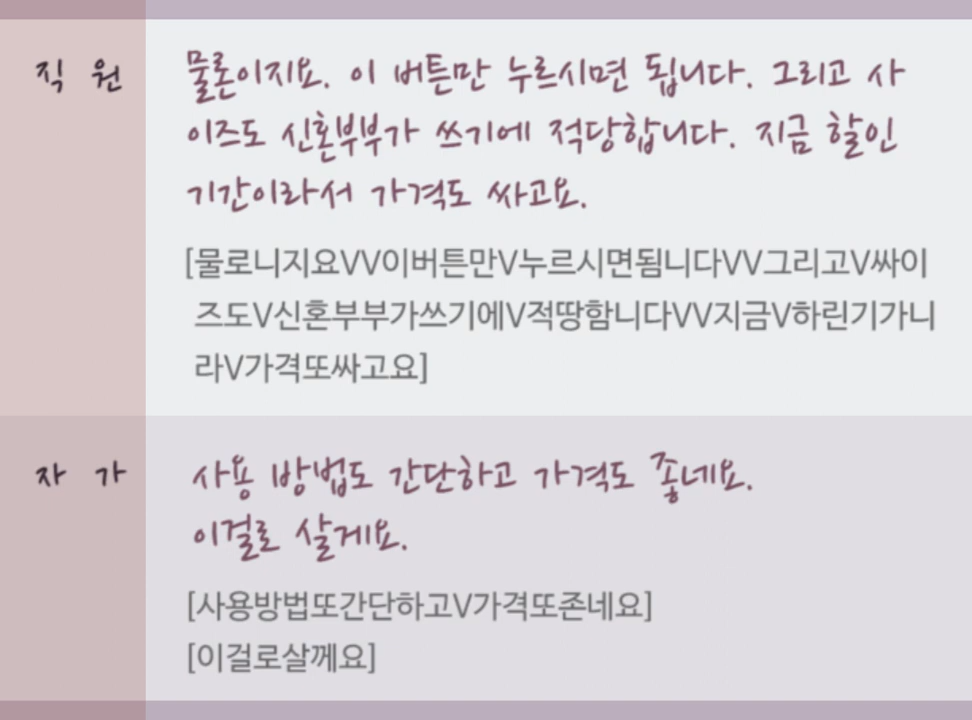 직 원
물론이지요. 이 버튼만 누르시면 됩니다. 그리고 사
이즈도 신혼부부가 쓰기에 적당합니다. 지금 할인
기간이라서 가격도 싸고요.
[물로니지요VV이버튼만V누르시면됨니다VV그리고V싸이
즈도V신혼부부가쓰기에V적땅함니다VV지금V하린기가니
라V가격또싸고요]
자 가
사용 방법도 간단하고 가격도 좋네요.
이걸로 살게요.
[사용방법또간단하고V가격또존네요]
[이걸로살께요]